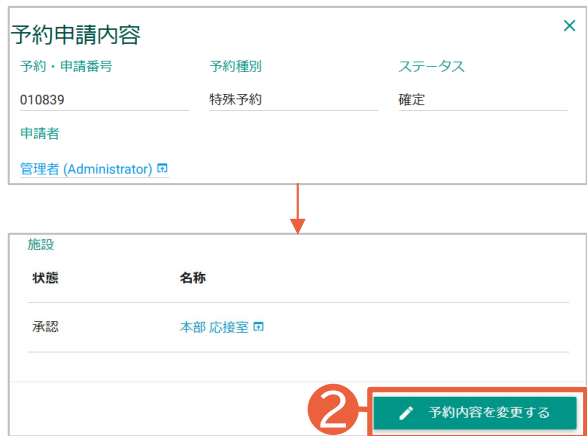 予約申請内容
予約・申請番号 予約種別 ステータス
010839 特殊予約 確定
申請者
管理者 (Administrator)
施設
状態 名称
承認 本部 応接室
2 予約内容を変更する